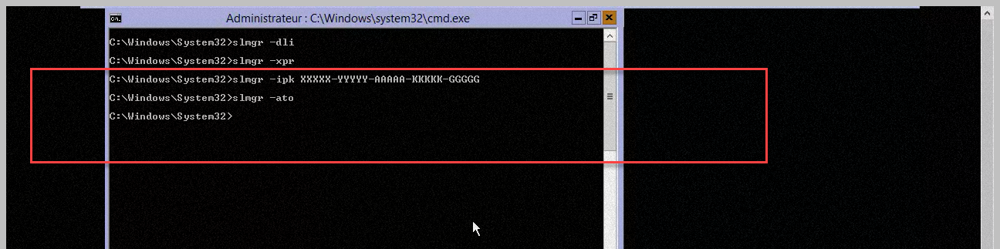 Administrateur : C:\Windows\system32\cmd.exe
C:\Windows\System32>slmgr -dli
C:\Windows\System32>slmgr -xpr
C:\Windows\System32>slmgr -ipk XXXXX-YYYYY-AAAAA-KKKKK-GGGGG
C:\Windows\System32>slmgr -ato
C:\Windows\System32>